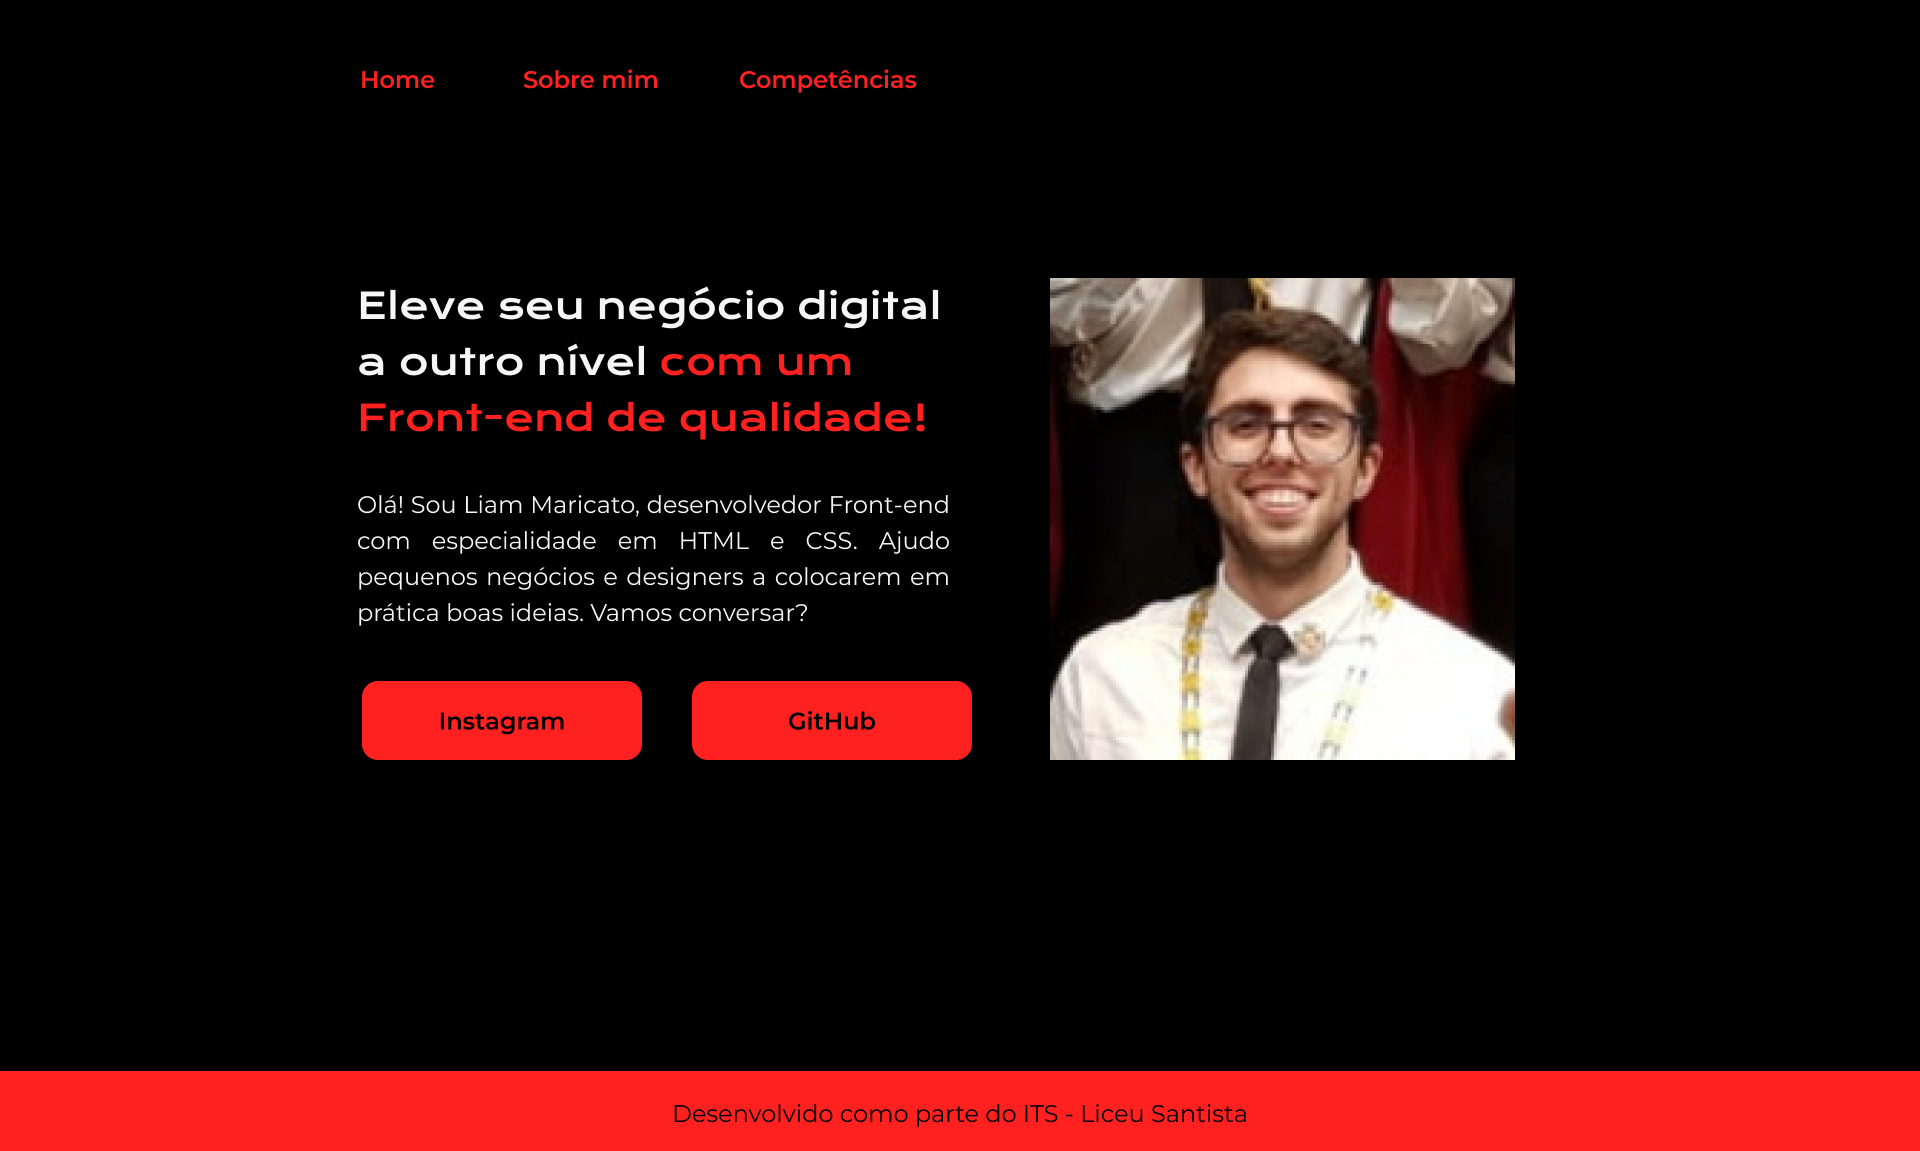 Home Sobre mim Competências
Eleve seu negócio digital
a outro nível com um
Front-end de qualidade!
Olá! Sou Liam Maricato, desenvolvedor Front-end
com especialidade em HTML e CSS. Ajudo
pequenos negócios e designers a colocarem em
prática boas ideias. Vamos conversar?
Instagram GitHub
Desenvolvido como parte do ITS - Liceu Santista